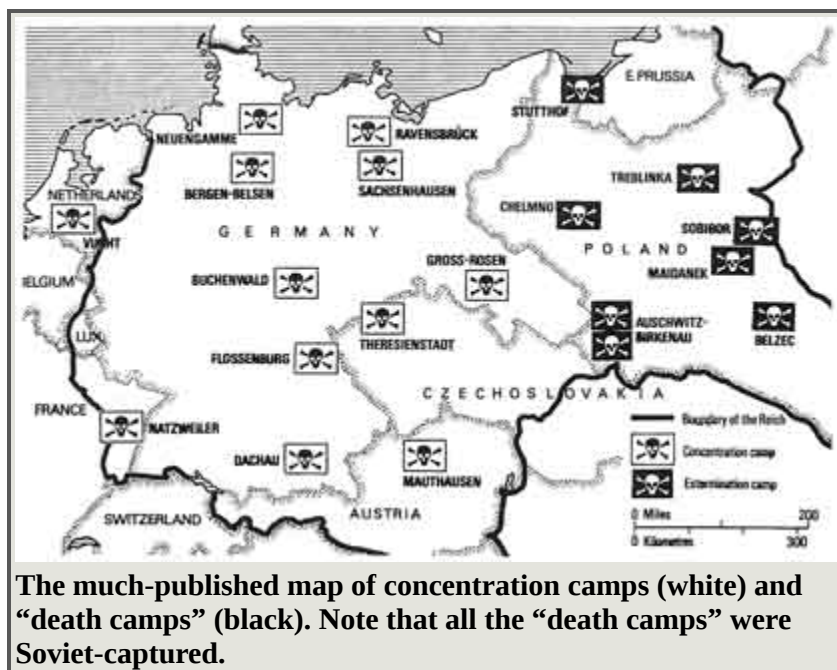 E. PRUSSIA
STUTTHOF
NEUENGAMME
RAVENSBRÜCK
BERGEN-BELSEN
SACHSENHAUSEN
TREBLINKA
NETHERLANDS
CHELMNO
SOBIBOR
VUGHT
GERMANY
POLAND
MAIDANEK
GROSS-ROSEN
BUCHENWALD
ELGIUM
AUSCHWITZ-
BIRKENAU
BELZEC
LUX
THERESIENSTADT
FLOSSENBURG
CZECHOSLOVAKIA
FRANCE
NATZWEILER
Boundary of the Reich
Concentration camp
DACHAU
MAUTHAUSEN
Extermination camp
SWITZERLAND
AUSTRIA
0 Miles 200
0 Kilometres 300
The much-published map of concentration camps (white) and
“death camps” (black). Note that all the “death camps” were
Soviet-captured.